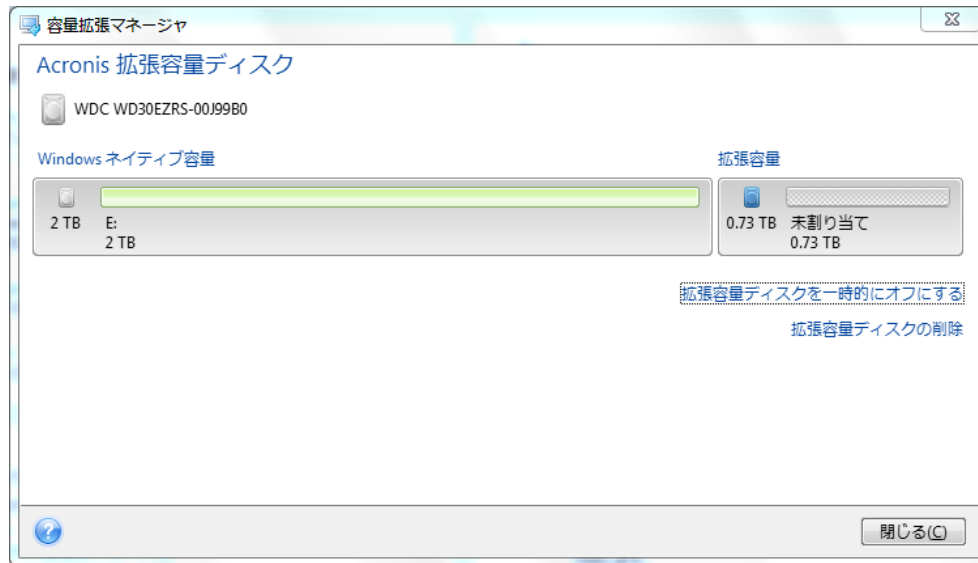 容量拡張マネージャ
Acronis 拡張容量ディスク
WDC WD30EZRS-00J99B0
Windows ネイティブ容量
拡張容量
2 TB
E:
2 TB
0.73 TB
未割り当て
0.73 TB
拡張容量ディスクを一時的にオフにする
拡張容量ディスクの削除
?
閉じる(C)